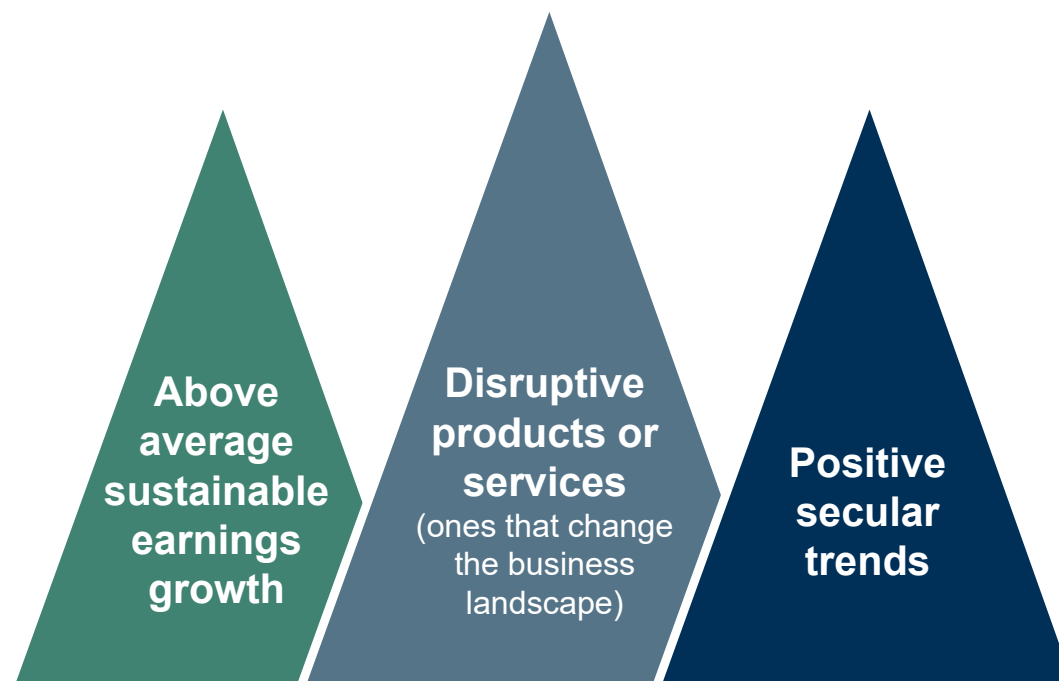 Above
average
sustainable
earnings
growth
Disruptive
products or
services
(ones that change
the business
landscape)
Positive
secular
trends